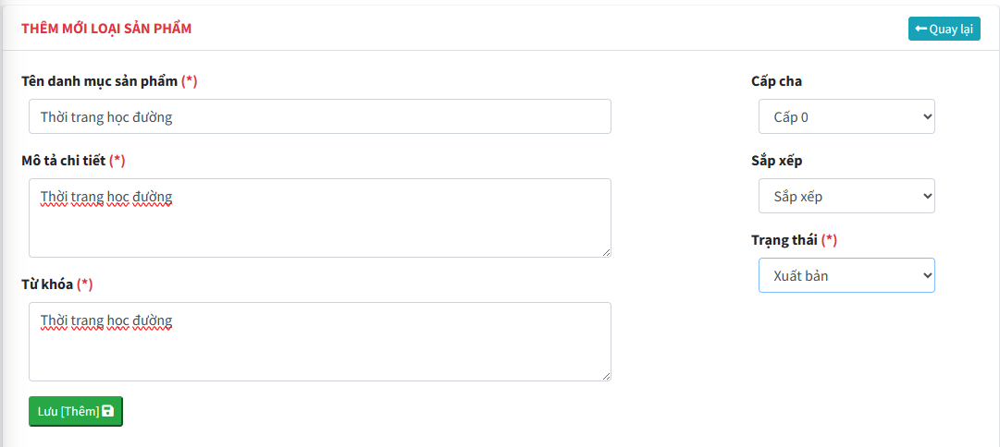 THÊM MỚI LOẠI SẢN PHẨM
Quay lại
Tên danh mục sản phẩm (*)
Thời trang học đường
Mô tả chi tiết (*)
Thời trang học đường
Từ khóa (*)
Thời trang học đường
Lưu [Thêm]
Cấp cha
Cấp 0
Sắp xếp
Sắp xếp
Trạng thái (*)
Xuất bản